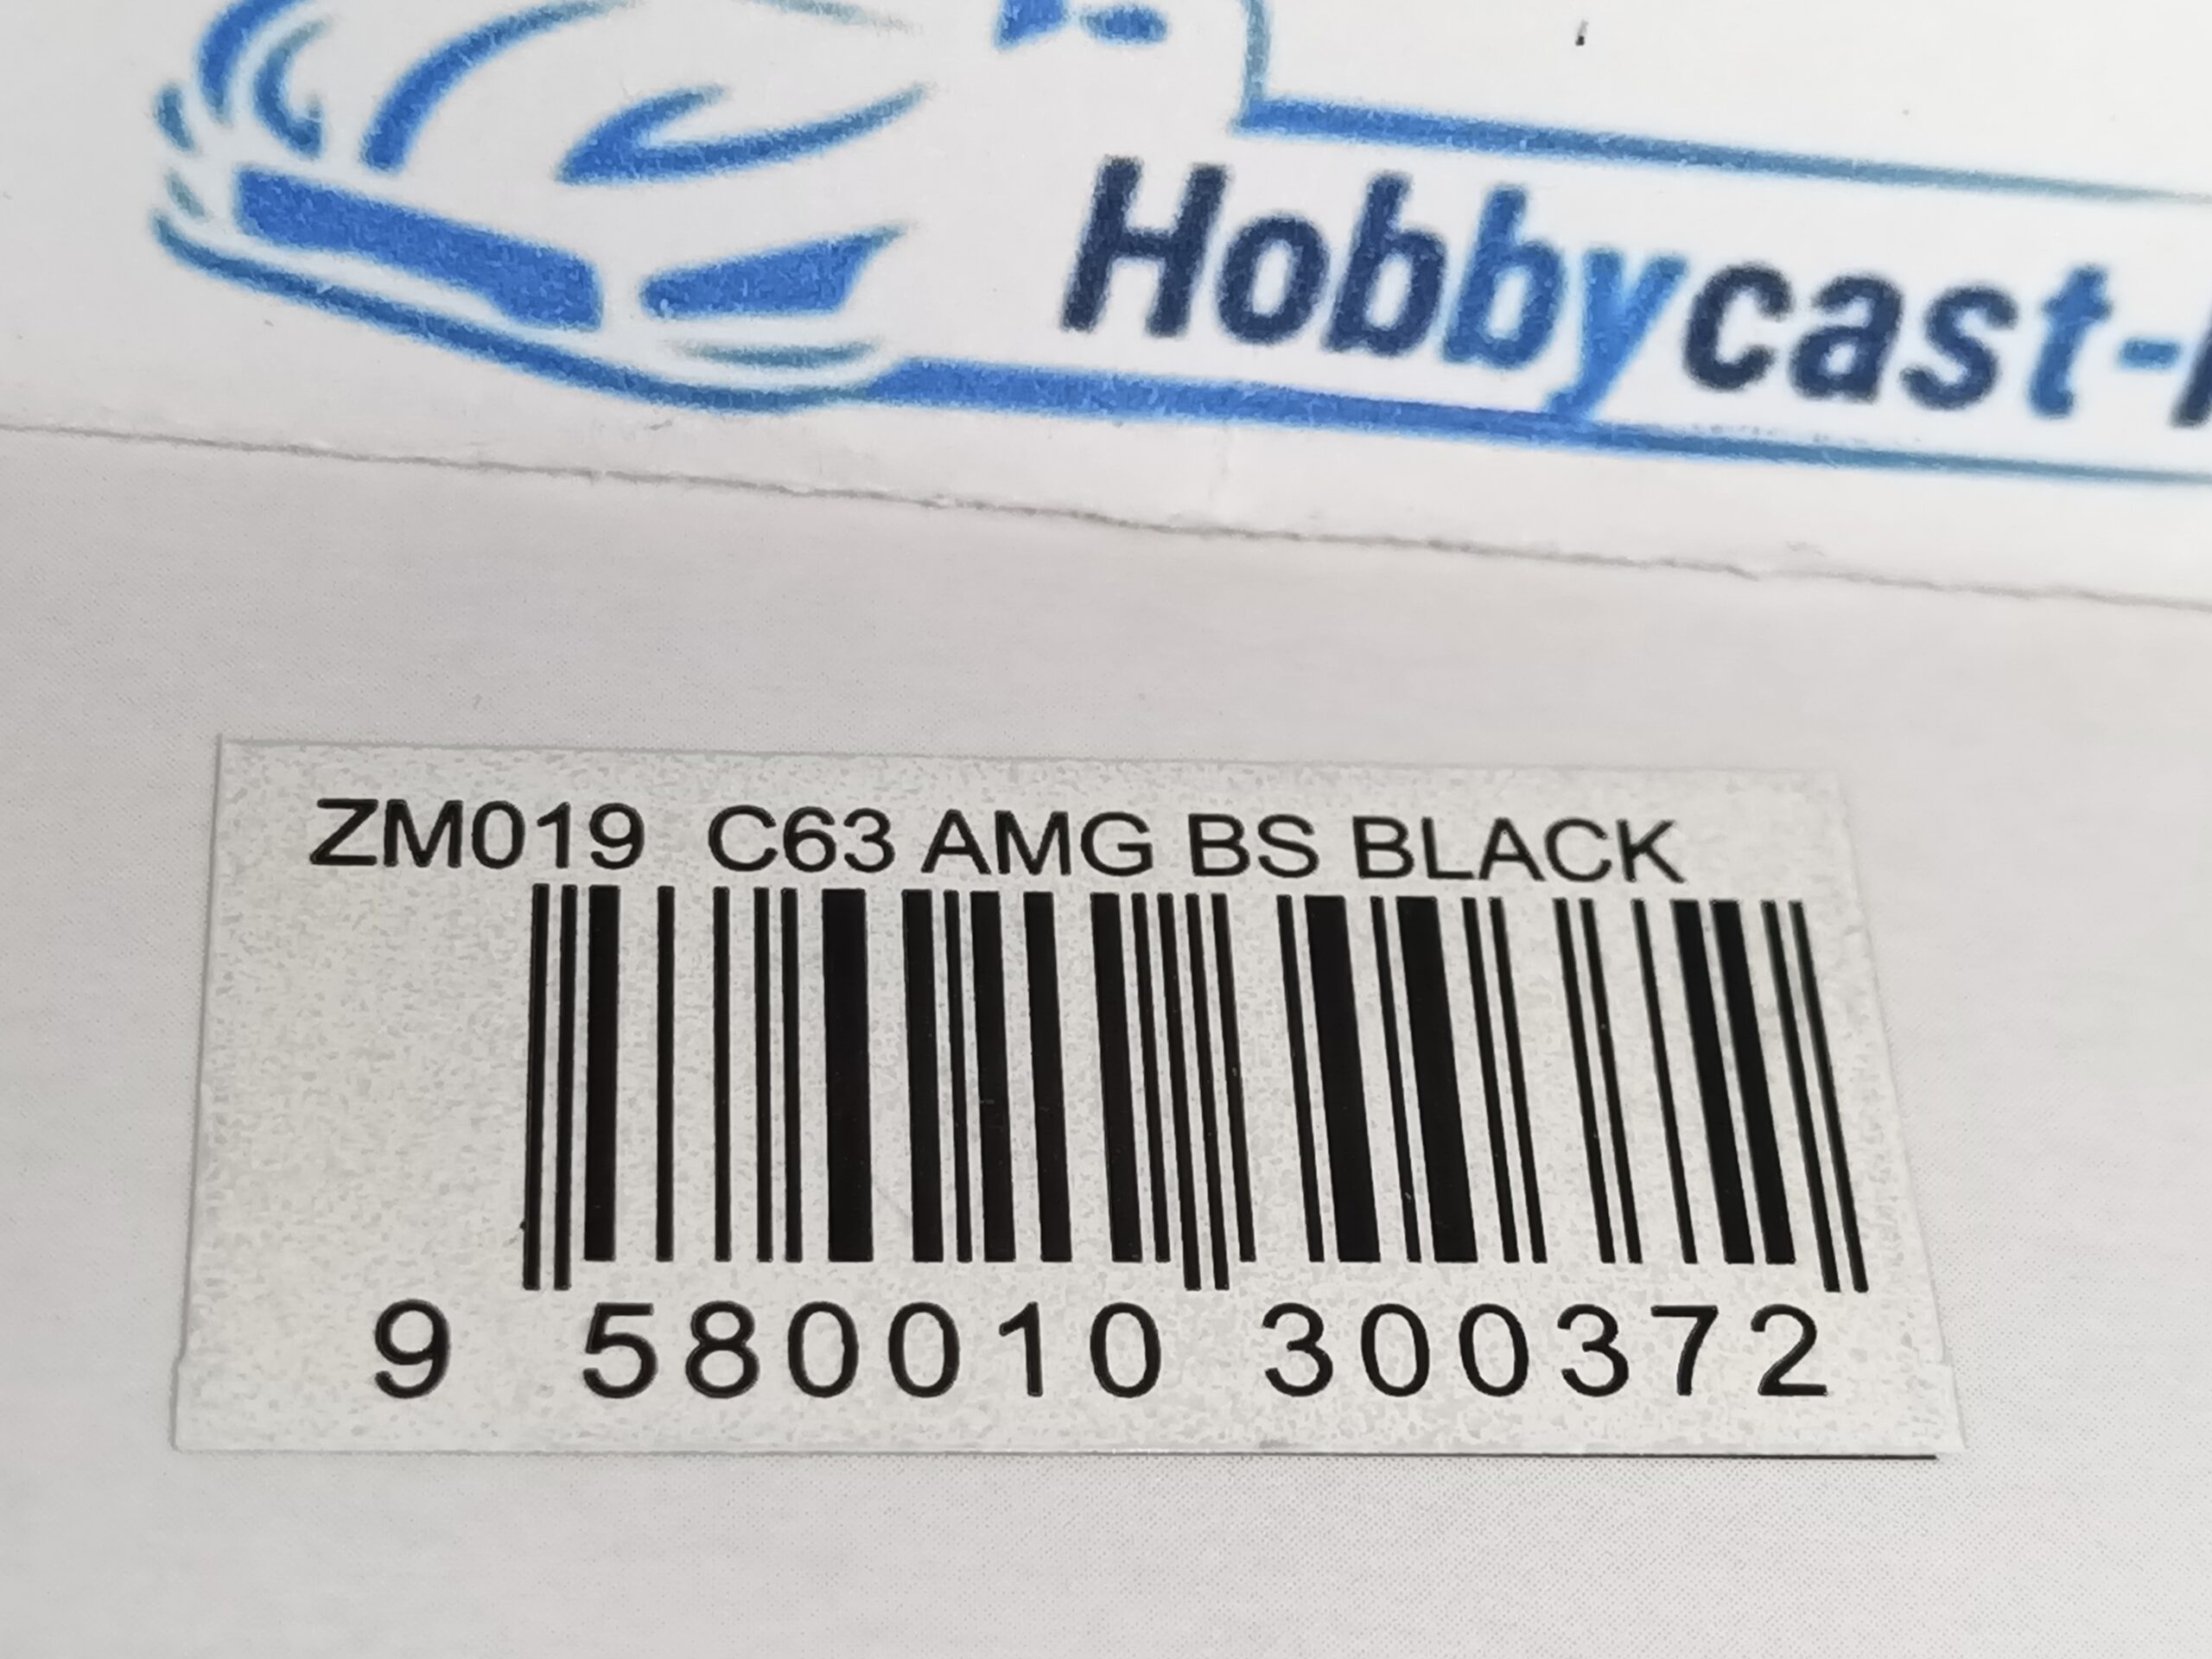 Hobbycast-
ZM019 C63 AMG BS BLACK
9 580010 300372